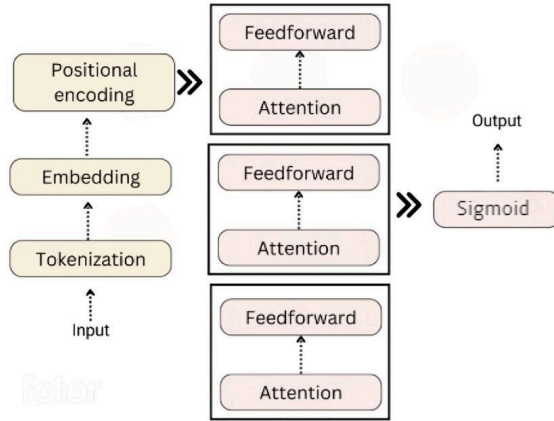 Positional
encoding
Embedding
Tokenization
Input
Feedforward
Attention
Feedforward
Attention
Feedforward
Attention
Output
Sigmoid
fotor